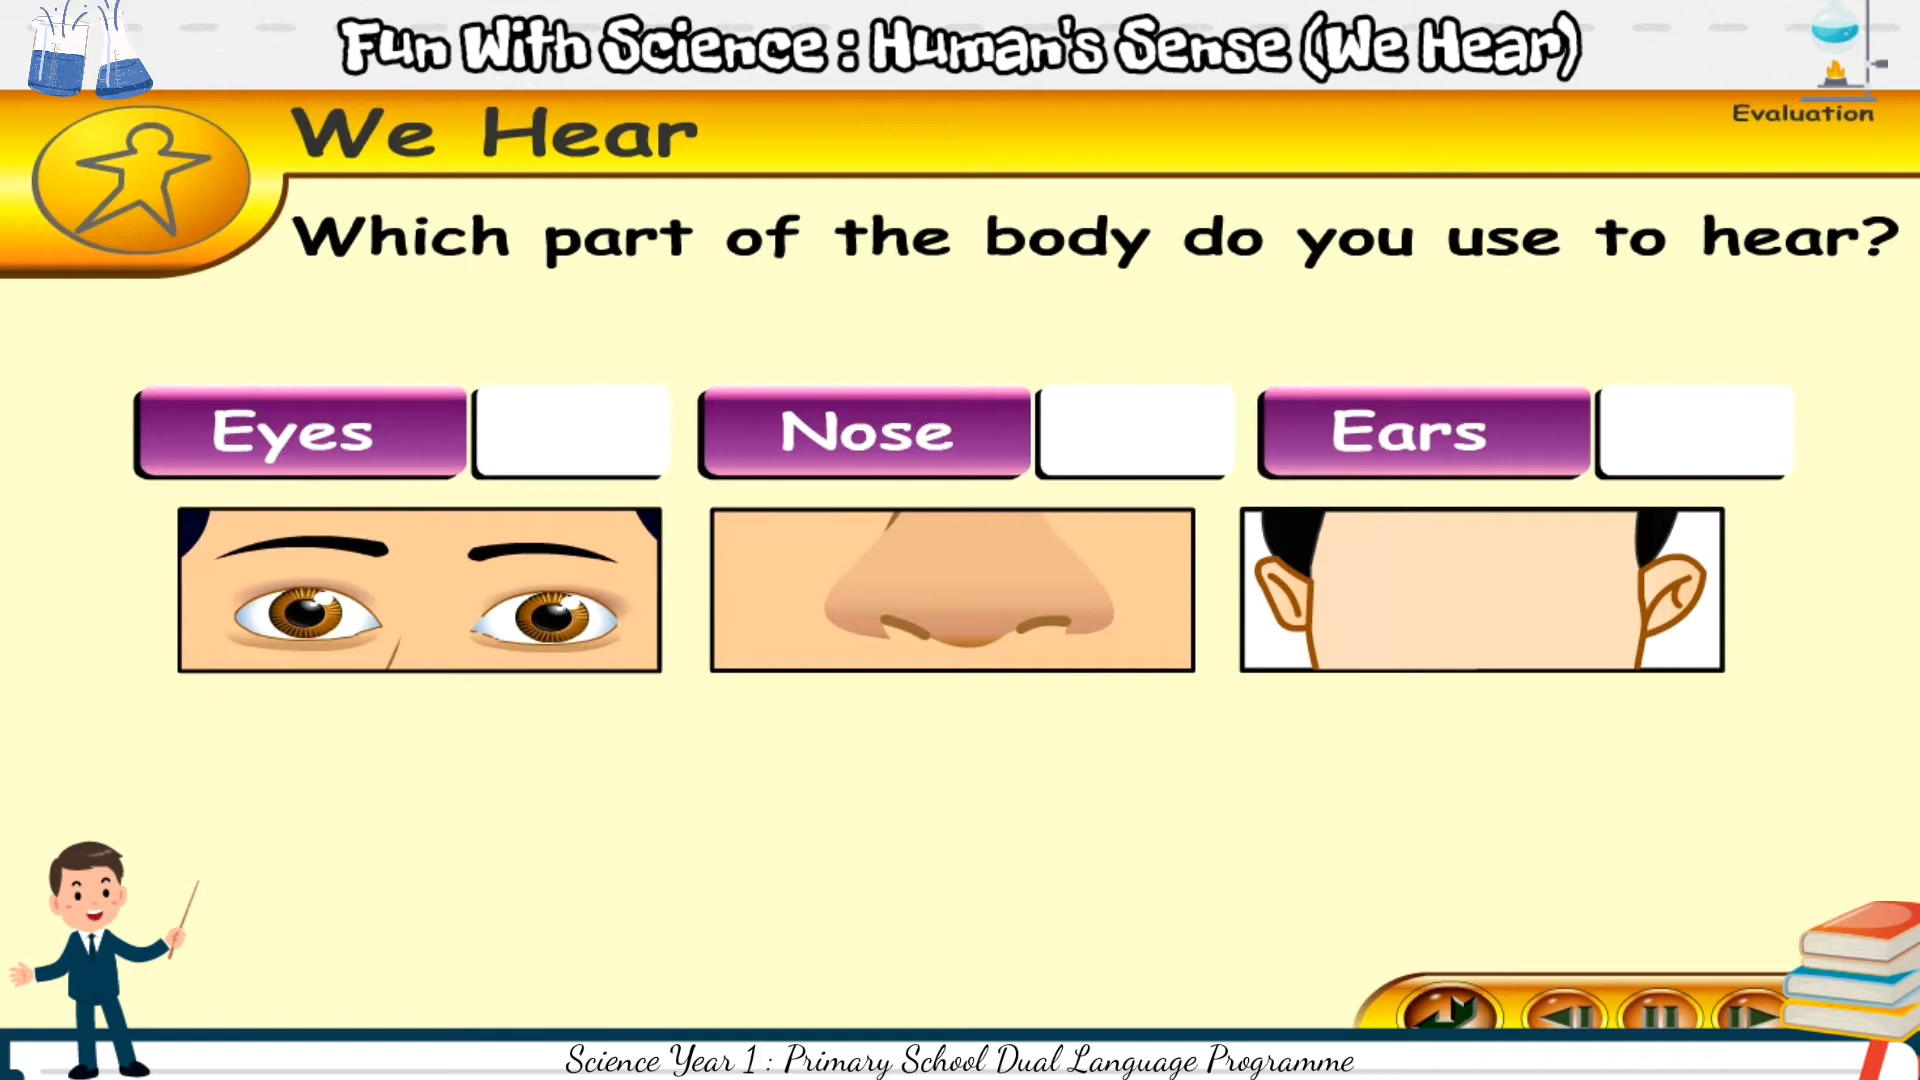 Fun With Science : Human's Sense (We Hear)
We Hear
Evaluation
Which part of the body do you use to hear?
Eyes
Nose
Ears
Science Year 1 : Primary School Dual Language Programme